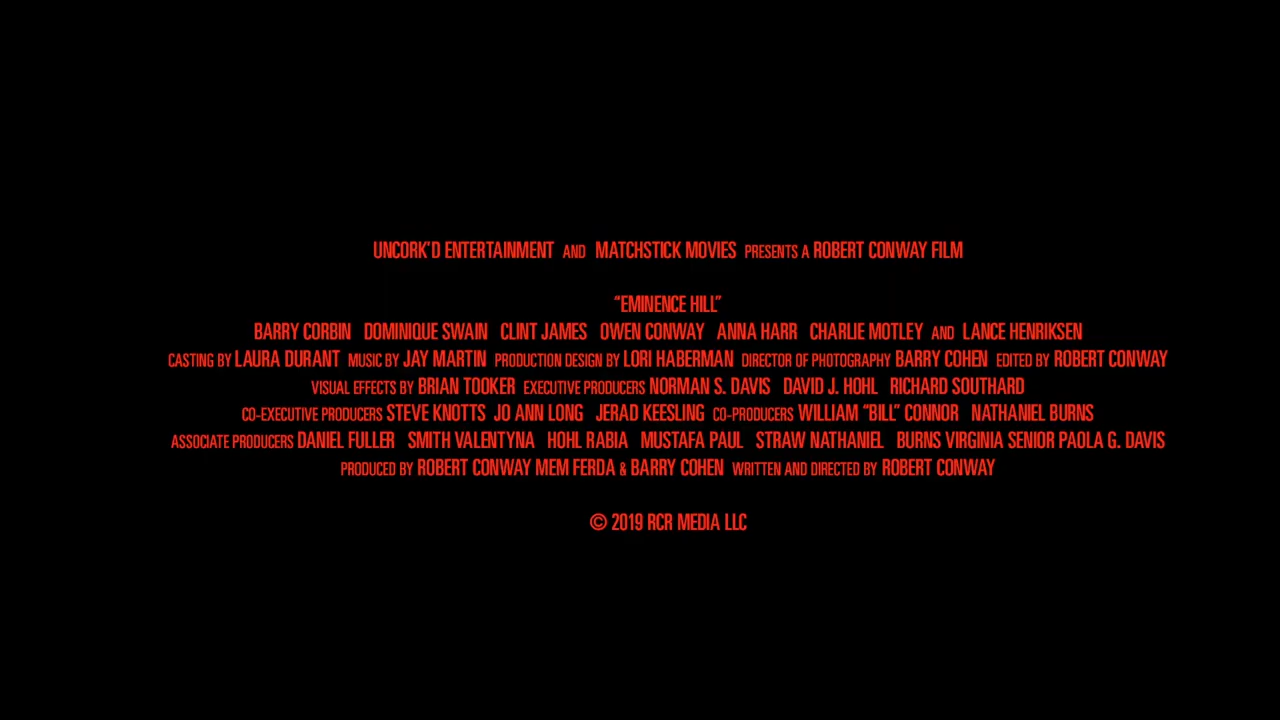 UNCORK'D ENTERTAINMENT AND MATCHSTICK MOVIES PRESENTS A ROBERT CONWAY FILM
“EMINENCE HILL”
BARRY CORBIN DOMINIQUE SWAIN CLINT JAMES OWEN CONWAY ANNA HARR CHARLIE MOTLEY AND LANCE HENRIKSEN
CASTING BY LAURA DURANT MUSIC BY JAY MARTIN PRODUCTION DESIGN BY LORI HABERMAN DIRECTOR OF PHOTOGRAPHY BARRY COHEN EDITED BY ROBERT CONWAY
VISUAL EFFECTS BY BRIAN TOOKER EXECUTIVE PRODUCERS NORMAN S. DAVIS DAVID J. HOHL RICHARD SOUTHARD
CO-EXECUTIVE PRODUCERS STEVE KNOTTS JO ANN LONG JERAD KEESLING CO-PRODUCERS WILLIAM “BILL” CONNOR NATHANIEL BURNS
ASSOCIATE PRODUCERS DANIEL FULLER SMITH VALENTYNA HOHL RABIA MUSTAFA PAUL STRAW NATHANIEL BURNS VIRGINIA SENIOR PAOLA G. DAVIS
PRODUCED BY ROBERT CONWAY MEM FERDA & BARRY COHEN WRITTEN AND DIRECTED BY ROBERT CONWAY
© 2019 RCR MEDIA LLC